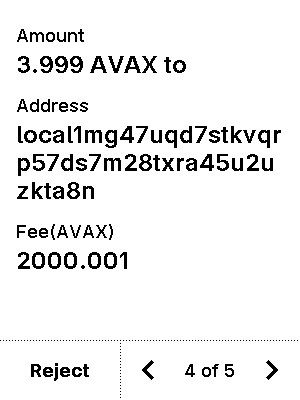 Amount
3.999 AVAX to
Address
local1mg47uqd7stkvqr
p57ds7m28txra45u2u
zkta8n
Fee(AVAX)
2000.001
Reject
4 of 5